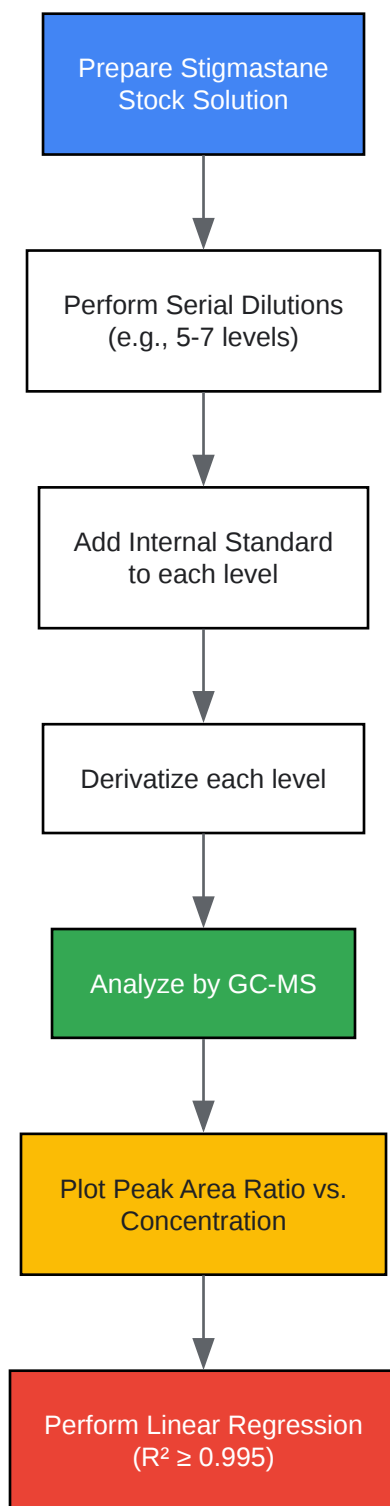 Prepare Stigmastane
Stock Solution
Perform Serial Dilutions
(e.g., 5-7 levels)
Add Internal Standard
to each level
Derivatize each level
Analyze by GC-MS
Plot Peak Area Ratio vs.
Concentration
Perform Linear Regression
(R² ≥ 0.995)